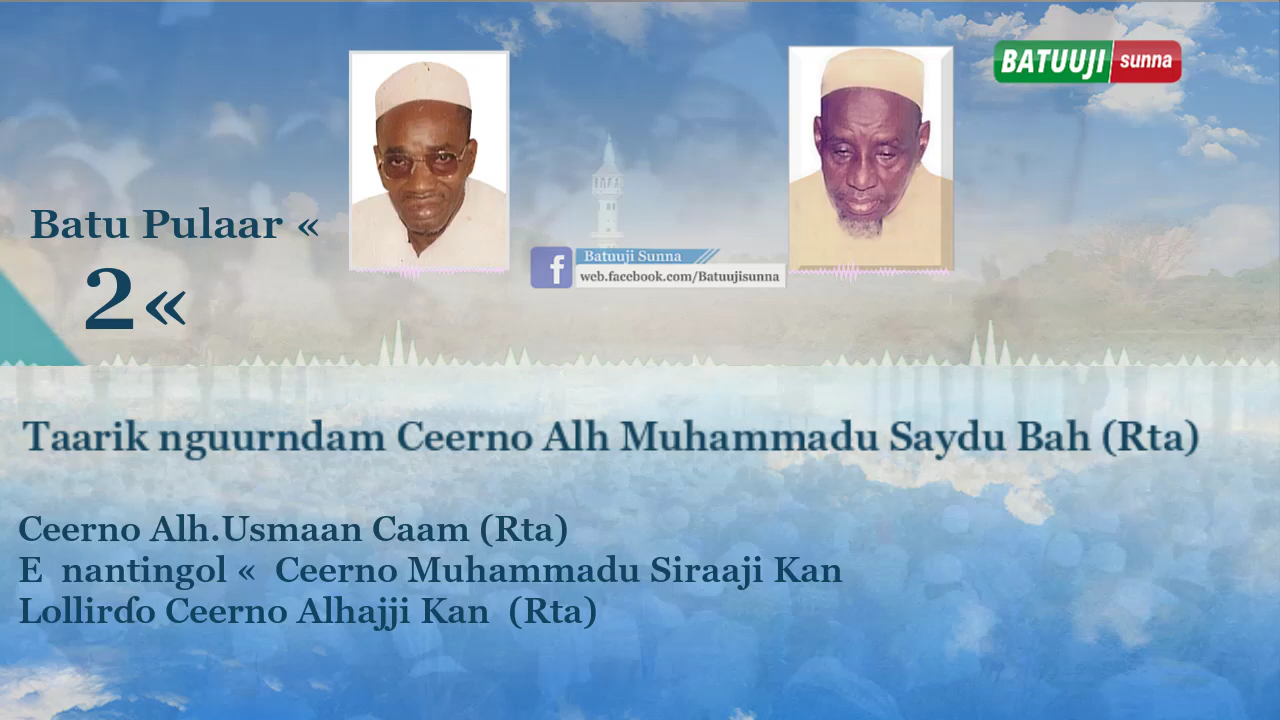 BATUUJI sunna
Batu Pulaar «
2«
Batuuji Sunna
web.facebook.com/Batuujisunna
Taarik nguurndam Ceerno Alh Muhammadu Saydu Bah (Rta)
Ceerno Alh.Usmaan Caam (Rta)
E nantingol « Ceerno Muhammadu Siraaji Kan
Lollirɗo Ceerno Alhajji Kan (Rta)